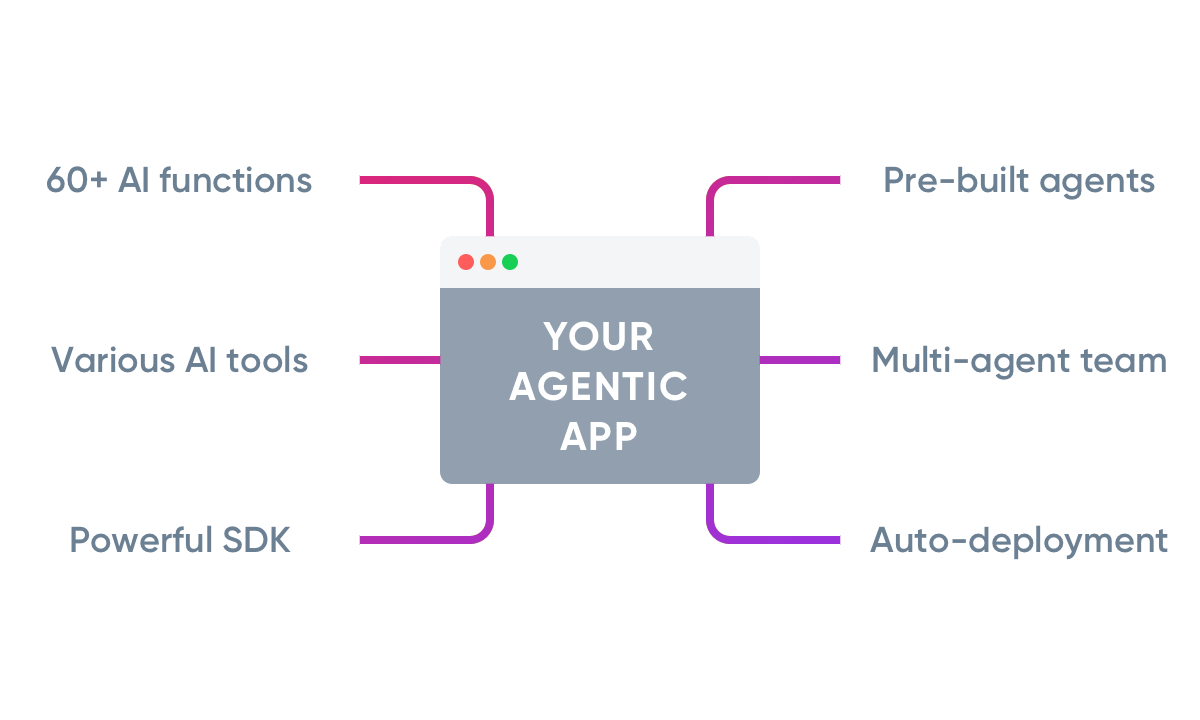 60+ AI functions
Pre-built agents
Various AI tools
YOUR
AGENTIC
APP
Multi-agent team
Powerful SDK
Auto-deployment